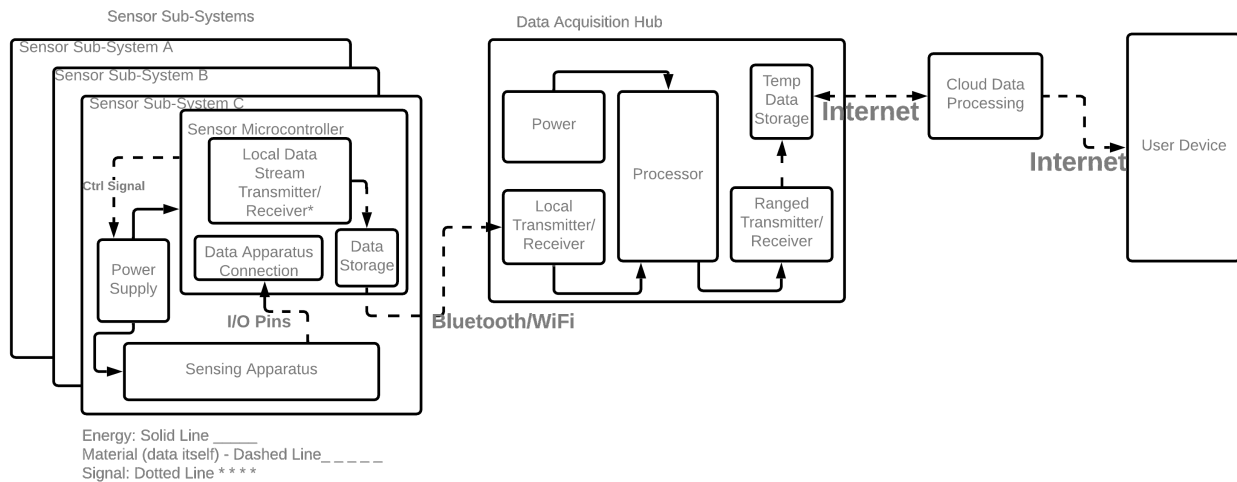 Sensor Sub-Systems
Sensor Sub-System A
Sensor Sub-System B
Sensor Sub-System C
Sensor Microcontroller
Local Data
Stream
Transmitter/
Receiver*
Ctrl Signal
Data Apparatus
Connection
Data
Storage
Power
Supply
I/O Pins
Sensing Apparatus
Bluetooth/WiFi
Data Acquisition Hub
Power
Local
Transmitter/
Receiver
Processor
Temp
Data
Storage
Ranged
Transmitter/
Receiver
Internet
Cloud Data
Processing
Internet
User Device
Energy: Solid Line _____
Material (data itself) - Dashed Line_ _ _ _ _
Signal: Dotted Line * * * *